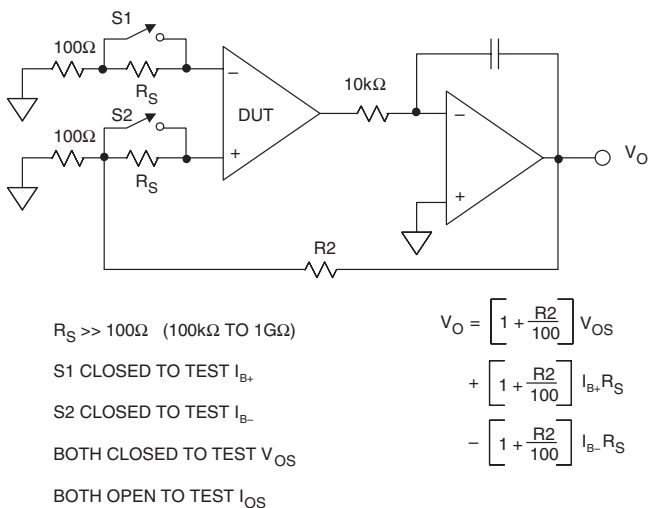 S1
100Ω
R_S
10kΩ
–
DUT
–
S2
100Ω
+
V_O
+
R_S
R2
R_S >> 100Ω (100kΩ TO 1GΩ)
S1 CLOSED TO TEST I_B+
S2 CLOSED TO TEST I_B–
BOTH CLOSED TO TEST V_OS
BOTH OPEN TO TEST I_OS
V_O = [1 + R2/100] V_OS
+ [1 + R2/100] I_B+ R_S
– [1 + R2/100] I_B– R_S